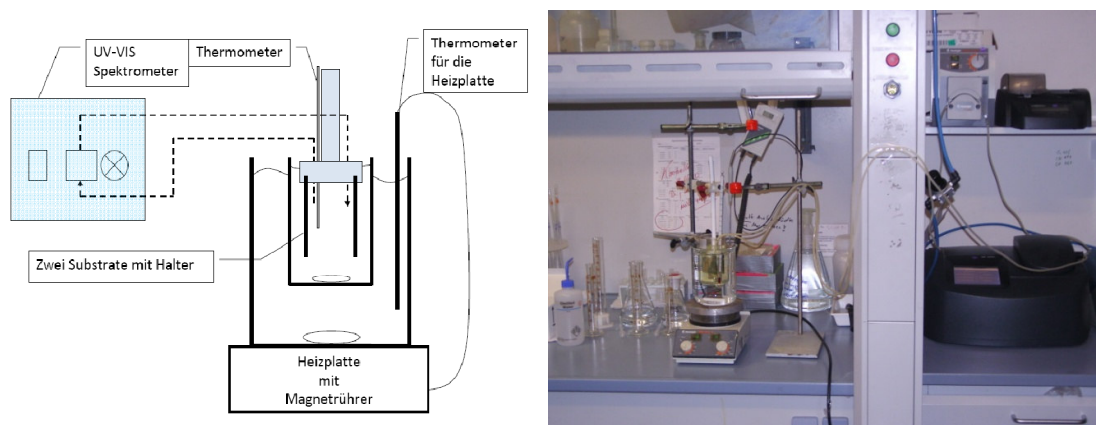 UV-VIS
Spektrometer
Thermometer
Thermometer
für die
Heizplatte
Zwei Substrate mit Halter
Heizplatte
mit
Magnetrührer